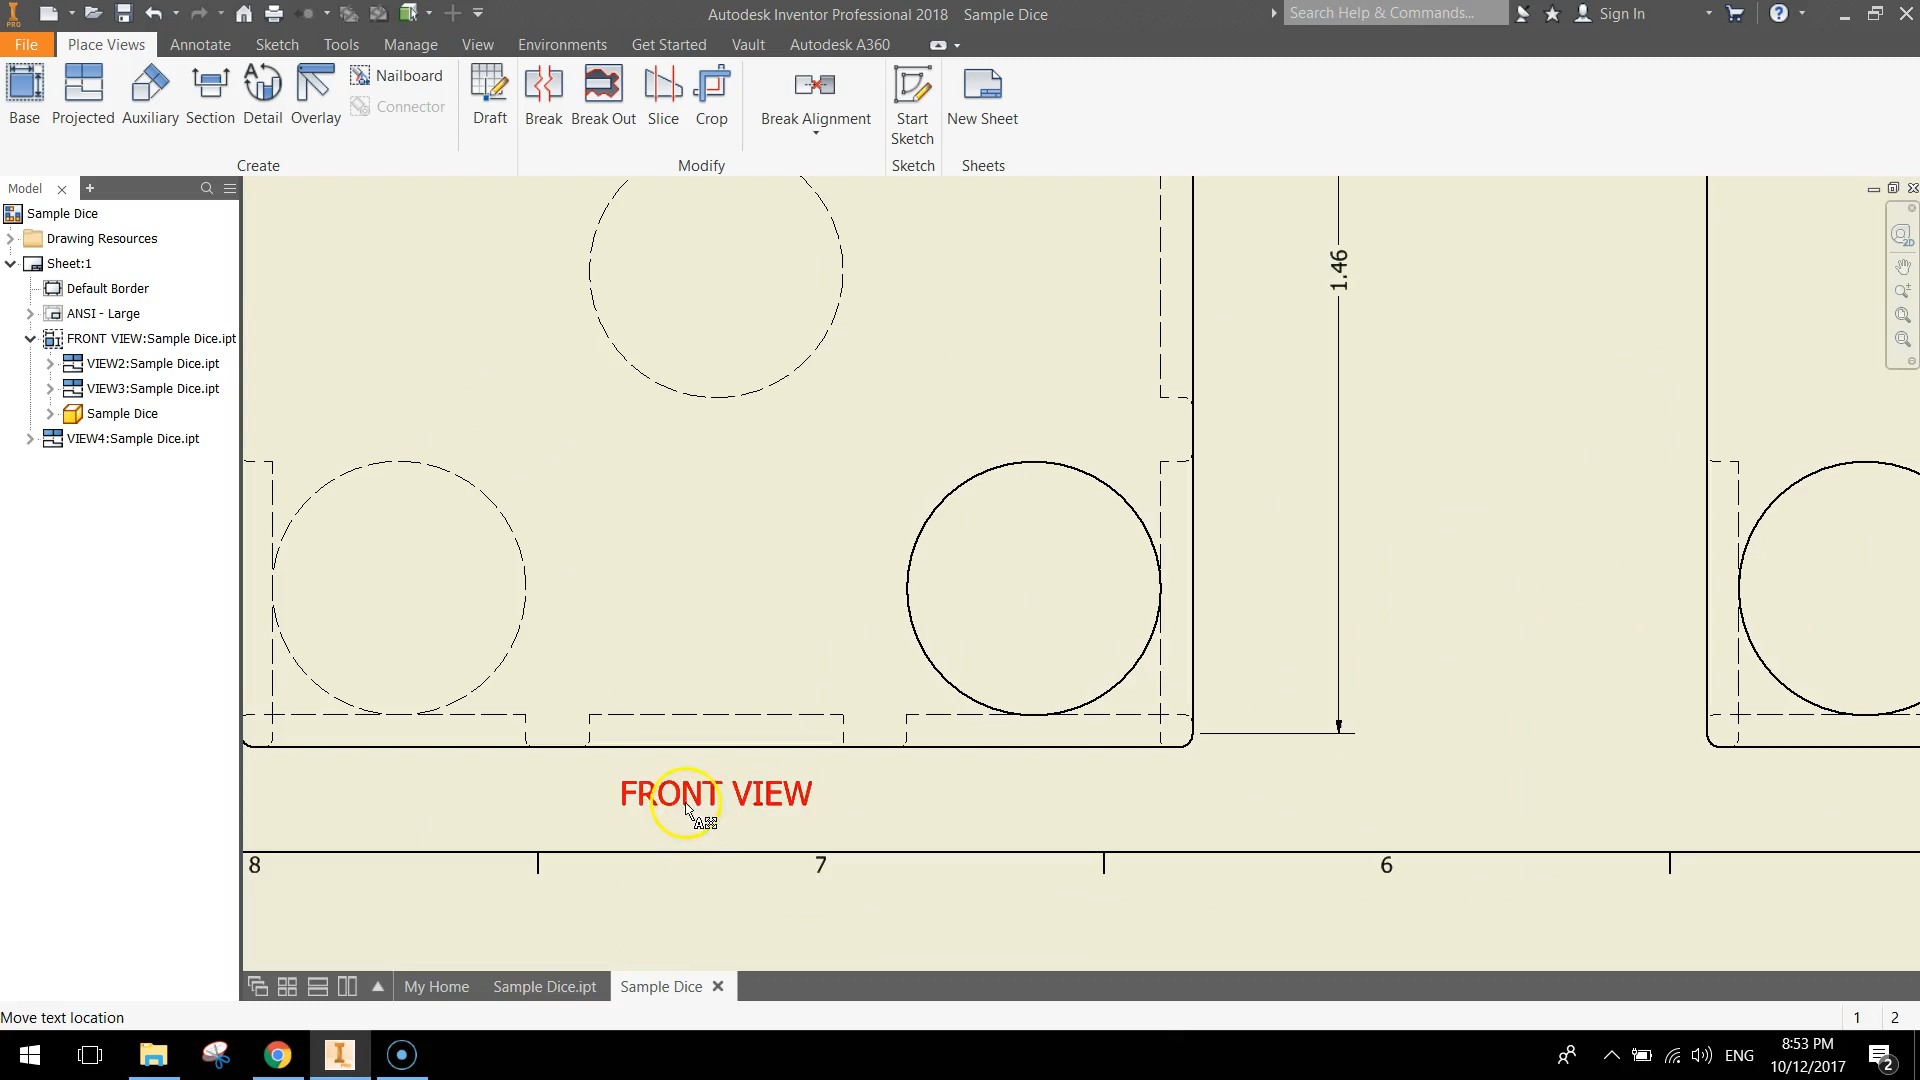 Autodesk Inventor Professional 2018 Sample Dice
Search Help & Commands...
Sign In
PRO
File
Place Views
Annotate
Sketch
Tools
Manage
View
Environments
Get Started
Vault
Autodesk A360
Base
Projected
Auxiliary
Section
Detail
Overlay
Nailboard
Connector
Draft
Break
Break Out
Slice
Crop
Break Alignment
Start
Sketch
New Sheet
Create
Modify
Sketch
Sheets
Model
Sample Dice
Drawing Resources
Sheet:1
Default Border
ANSI - Large
FRONT VIEW:Sample Dice.ipt
VIEW2:Sample Dice.ipt
VIEW3:Sample Dice.ipt
Sample Dice
VIEW4:Sample Dice.ipt
1.46
2D
FRONT VIEW
A
8
7
6
My Home
Sample Dice.ipt
Sample Dice
Move text location
1
2
ENG
8:53 PM
10/12/2017
2